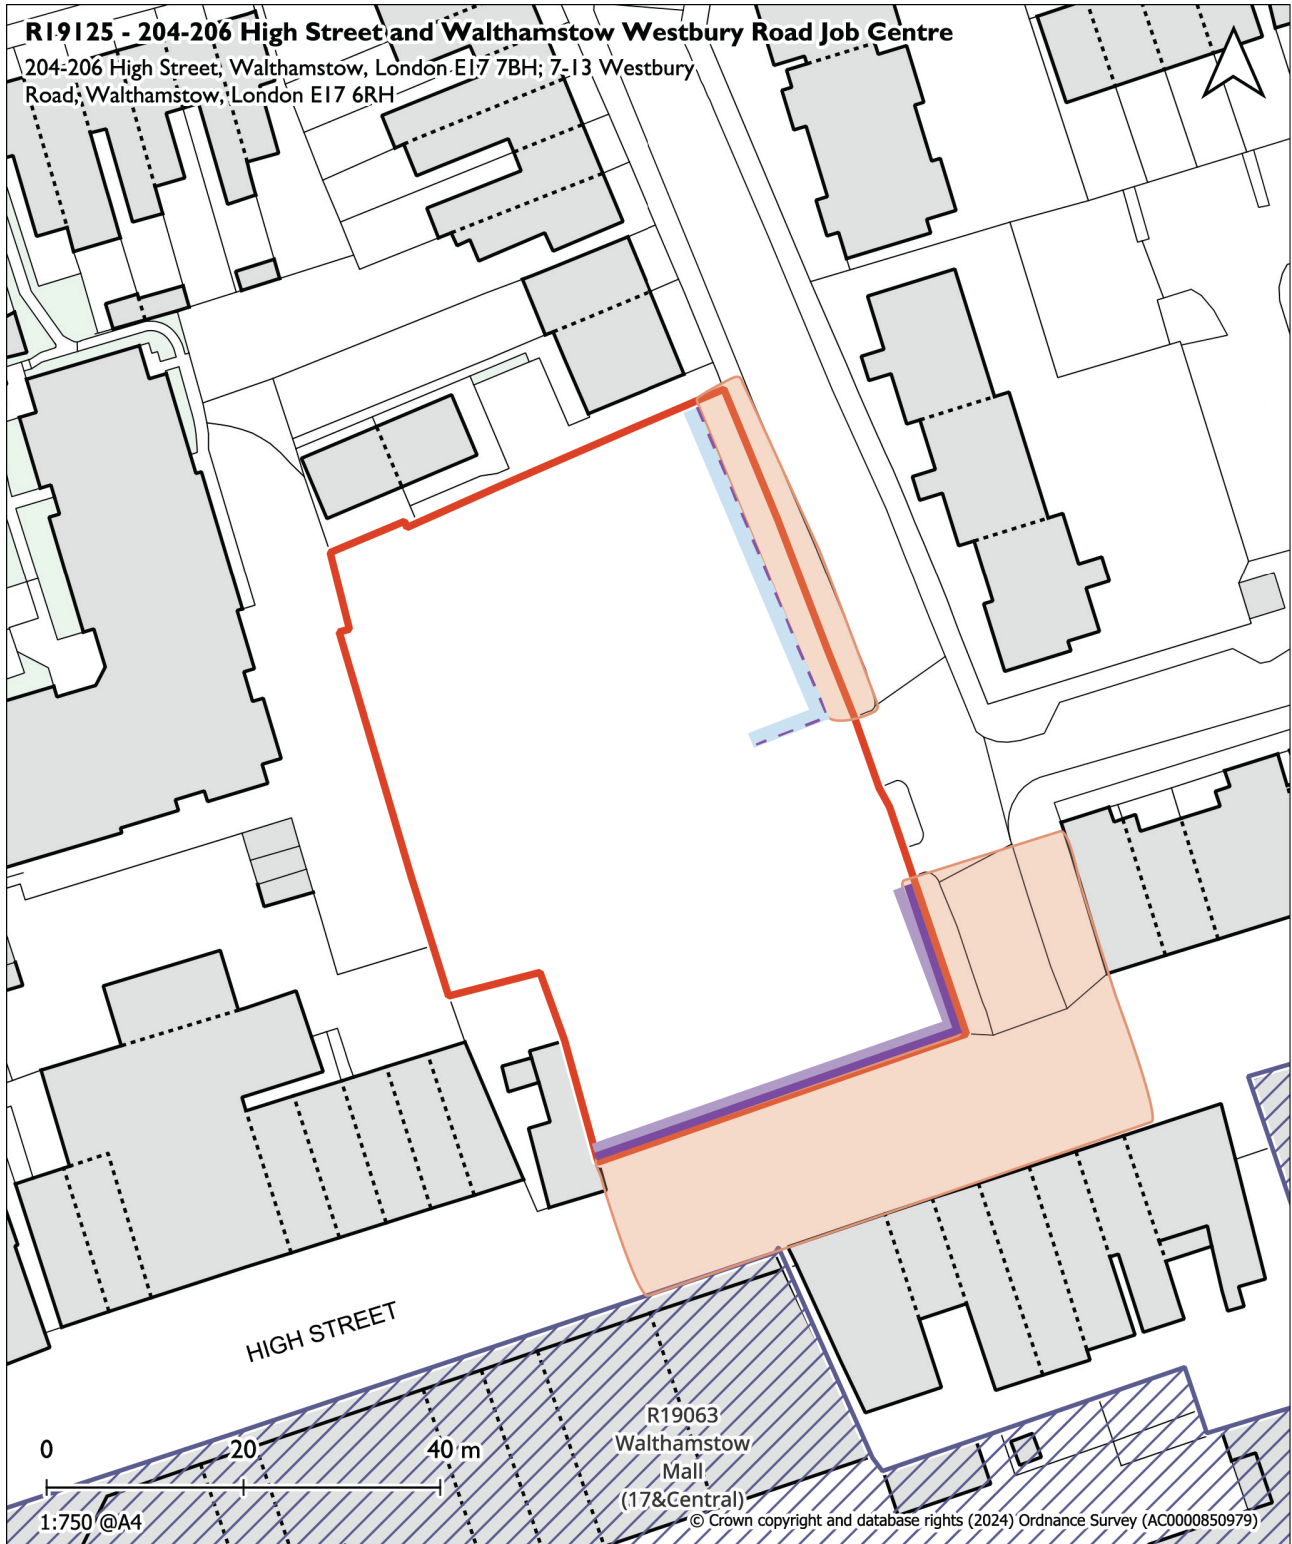 R19125 - 204-206 High Street and Walthamstow Westbury Road Job Centre
204-206 High Street, Walthamstow, London E17 7BH; 7-13 Westbury
Road, Walthamstow, London E17 6RH
HIGH STREET
R19063
Walthamstow
Mall
(17&Central)
0 20 40 m
1:750 @A4
© Crown copyright and database rights (2024) Ordnance Survey (AC0000850979)